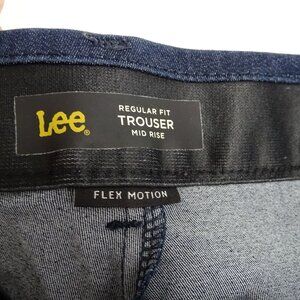 Lee®
REGULAR FIT
TROUSER
MID RISE
FLEX MOTION